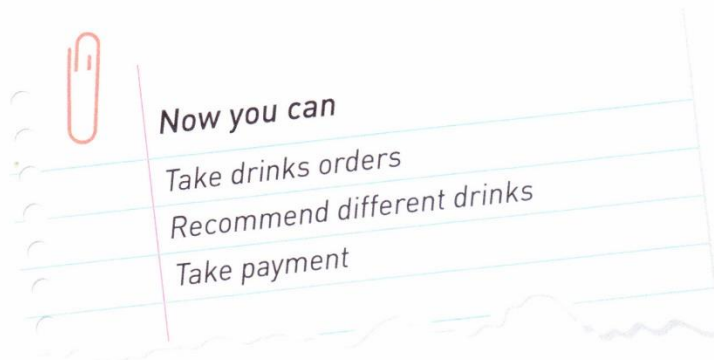 Now you can
Take drinks orders
Recommend different drinks
Take payment